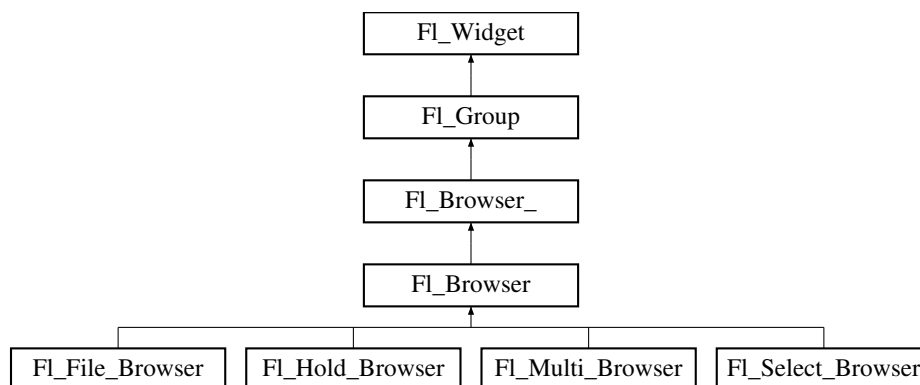 Fl_Widget
Fl_Group
Fl_Browser_
Fl_Browser
Fl_File_Browser Fl_Hold_Browser Fl_Multi_Browser Fl_Select_Browser